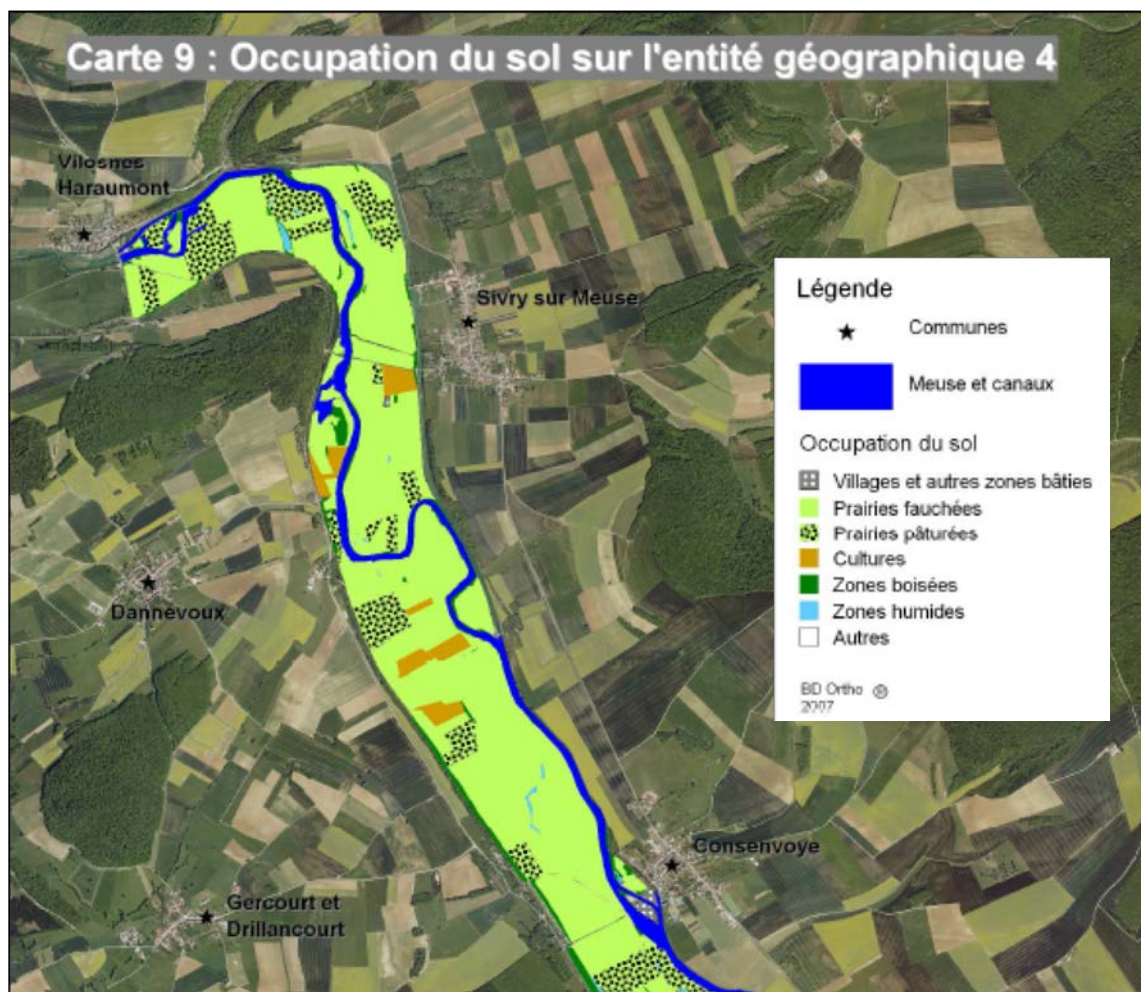 Carte 9 : Occupation du sol sur l'entité géographique 4
Vilosnes
Haraumont
Sivry sur Meuse
Dannevoux
Consenvoye
Gercourt et
Drillancourt
Légende
Communes
Meuse et canaux
Occupation du sol
Villages et autres zones bâties
Prairies fauchées
Prairies pâturées
Cultures
Zones boisées
Zones humides
Autres
BD Ortho ®
2007